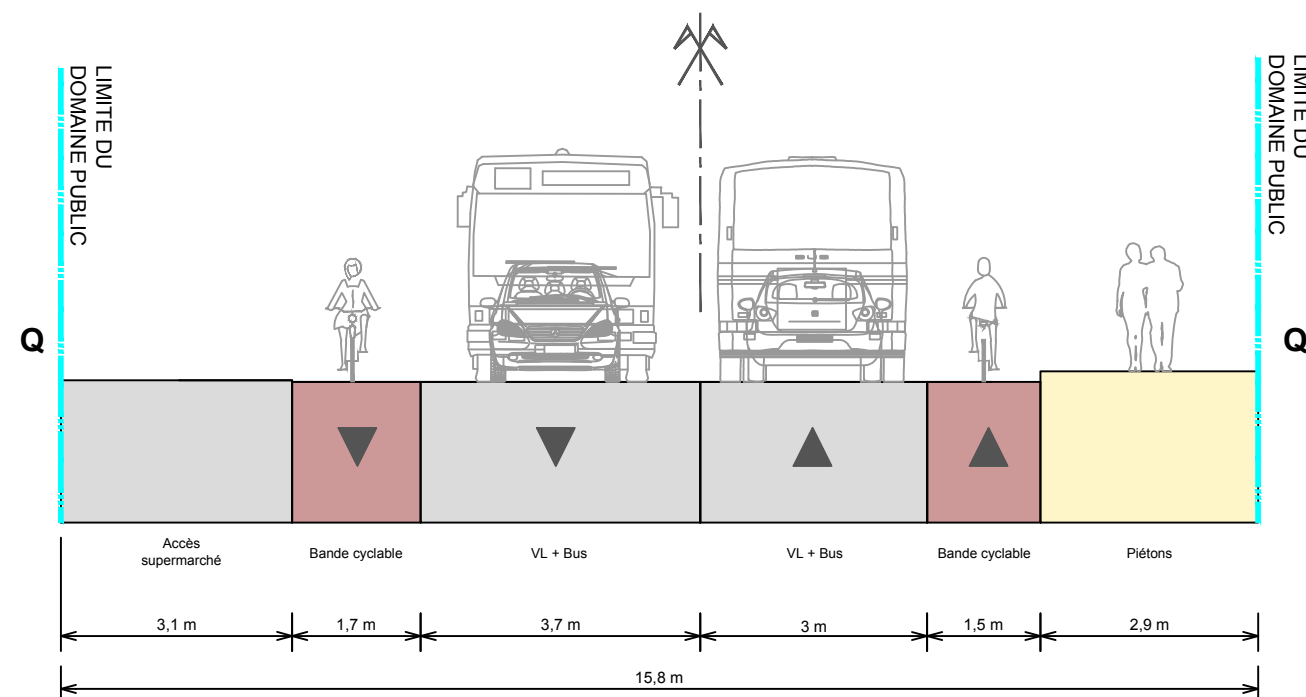 LIMITE DU
DOMAINE PUBLIC
LIMITE DU
DOMAINE PUBLIC
Q
Q
Accès
supermarché
Bande cyclable
VL + Bus
VL + Bus
Bande cyclable
Piétons
3,1 m
1,7 m
3,7 m
3 m
1,5 m
2,9 m
15,8 m